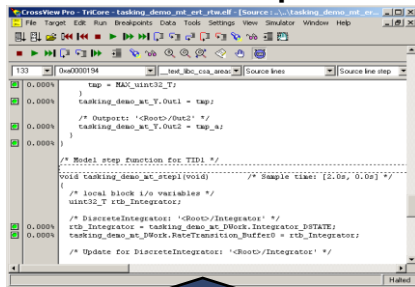 CrossView Pro - TriCore - tasking_demo_mt_ert_rtw.elf - [Source: ..\..\tasking_demo_mt_er...
File Target Edit Run Breakpoints Data Tools Settings View Simulator Window Help
133 0xa0000194 __text_libc_csa_areac Source lines Source line step
0.000% tmp = MAX_uint32_T;
}
0.000% tasking_demo_mt_Y.Out1 = tmp;
/* Outport: '<Root>/Out2' */
0.000% tasking_demo_mt_Y.Out2 = tmp_a;
}
0.000% }
/* Model step function for TID1 */
void tasking_demo_mt_step1(void) /* Sample time: [2.0s, 0.0s] */
{
/* local block i/o variables */
uint32_T rtb_Integrator;
/* DiscreteIntegrator: '<Root>/Integrator' */
0.000% rtb_Integrator = tasking_demo_mt_DWork.Integrator_DSTATE;
0.000% tasking_demo_mt_DWork.RateTransition_Buffer0 = rtb_Integrator;
/* Update for DiscreteIntegrator: '<Root>/Integrator' */
Halted